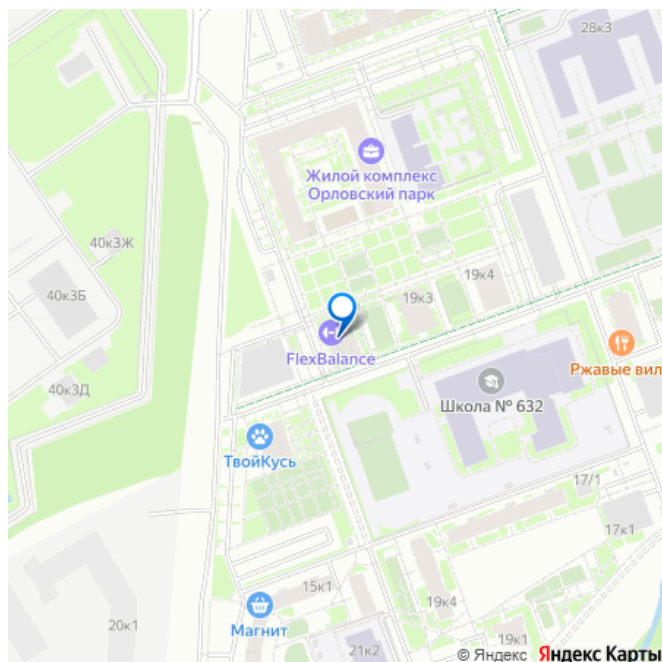 28к3
Жилой комплекс
Орловский парк
40к3Ж
40к3Б
19к4
19к3
FlexBalance
Ржавые вил
40к3Д
Школа № 632
ТвойКусь
17/1
17к1
15к1
19к4
Магнит
20к1
21к2
19к1
© Яндекс Яндекс Карты